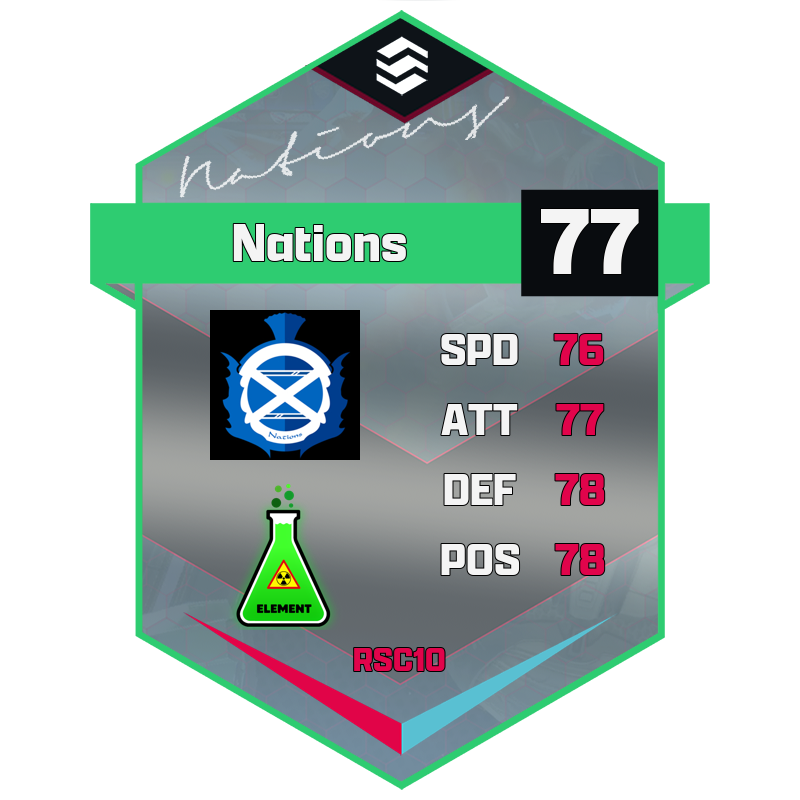 Nations
Nations
77
SPD 76
ATT 77
DEF 78
POS 78
Nations
ELEMENT
RSC10